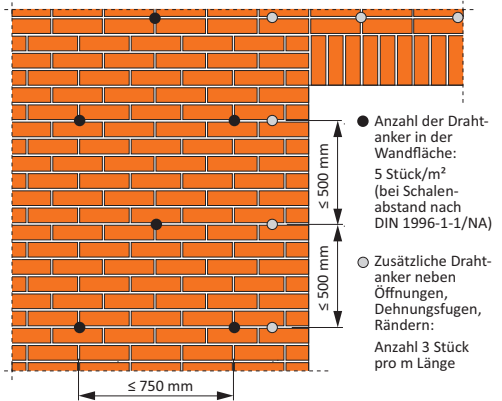 Anzahl der Draht-
anker in der
Wandfläche:
5 Stück/m²
(bei Schalen-
abstand nach
DIN 1996-1-1/NA)
Zusätzliche Draht-
anker neben
Öffnungen,
Dehnungsfugen,
Rändern:
Anzahl 3 Stück
pro m Länge
≤ 500 mm
≤ 500 mm
≤ 750 mm